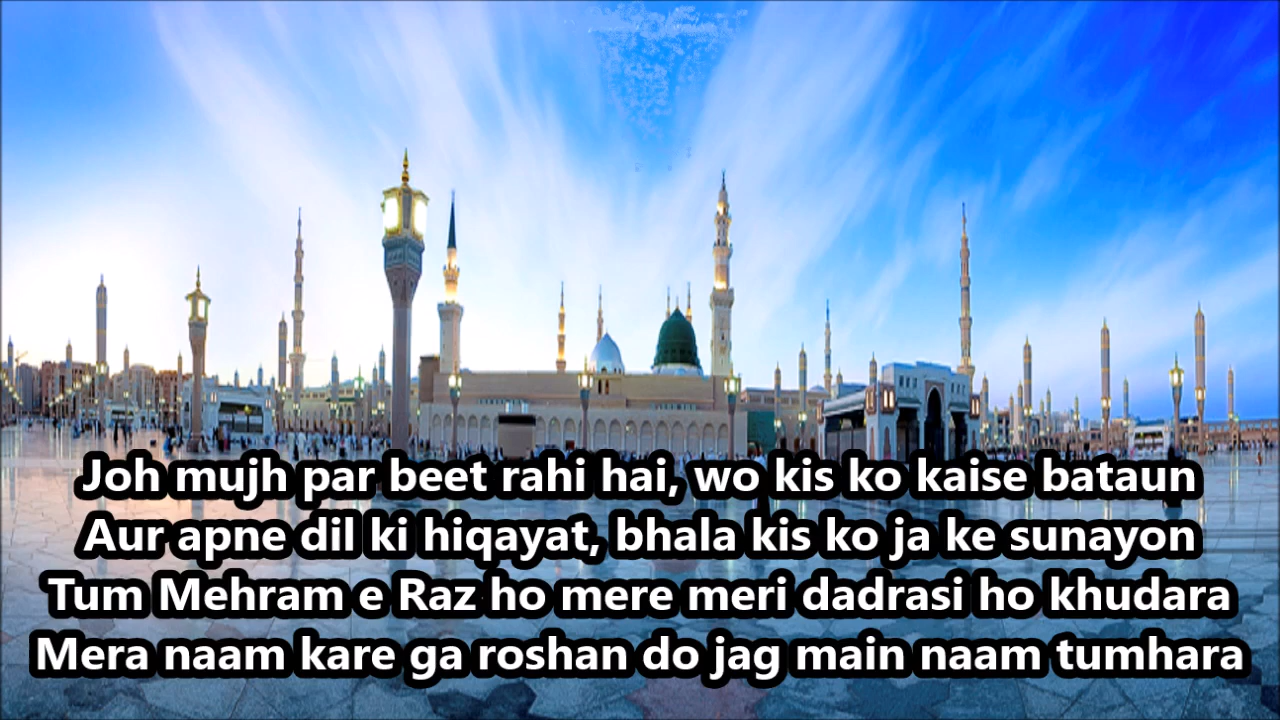 Joh mujh par beet rahi hai, wo kis ko kaise bataun
Aur apne dil ki hiqayat, bhala kis ko ja ke sunayon
Tum Mehram e Raz ho mere meri dadrasi ho khudara
Mera naam kare ga roshan do jag main naam tumhara